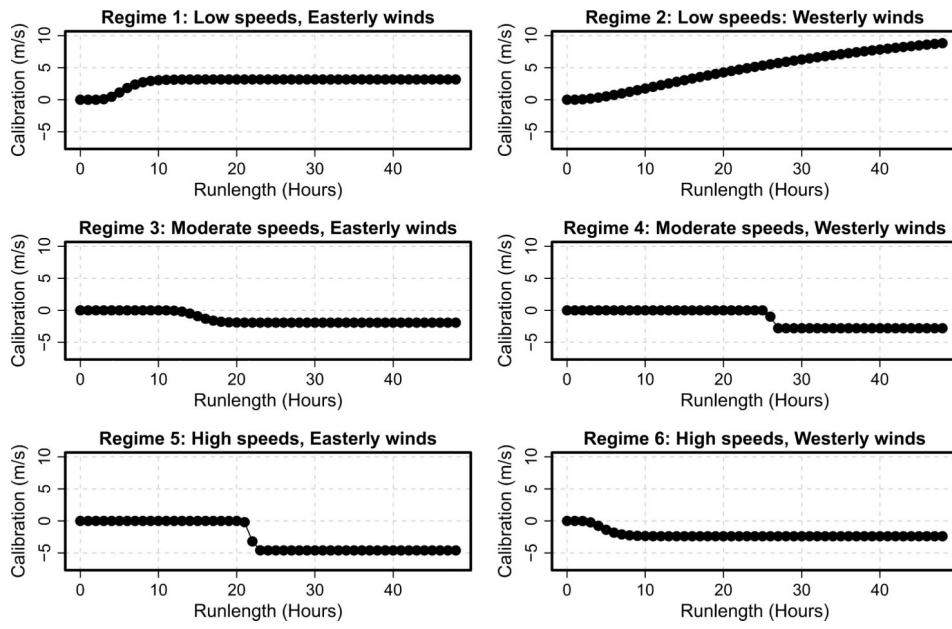 Regime 1: Low speeds, Easterly winds
Calibration (m/s)
10
5
0
−5
0 10 20 30 40
Runlength (Hours)
Regime 2: Low speeds: Westerly winds
Calibration (m/s)
10
5
0
−5
0 10 20 30 40
Runlength (Hours)
Regime 3: Moderate speeds, Easterly winds
Calibration (m/s)
10
5
0
−5
0 10 20 30 40
Runlength (Hours)
Regime 4: Moderate speeds, Westerly winds
Calibration (m/s)
10
5
0
−5
0 10 20 30 40
Runlength (Hours)
Regime 5: High speeds, Easterly winds
Calibration (m/s)
10
5
0
−5
0 10 20 30 40
Runlength (Hours)
Regime 6: High speeds, Westerly winds
Calibration (m/s)
10
5
0
−5
0 10 20 30 40
Runlength (Hours)